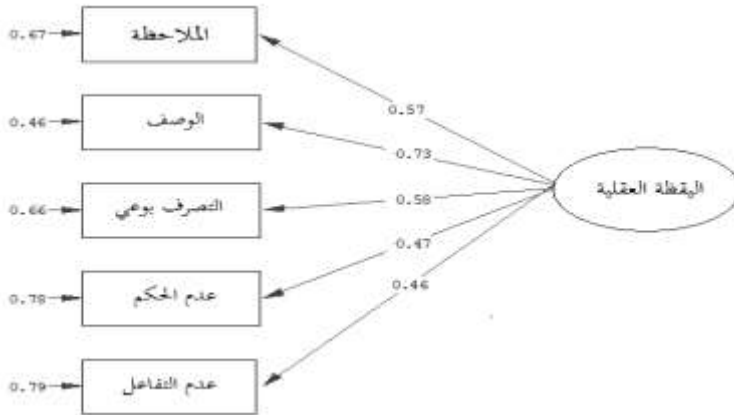 0.67
الملاحظة
0.57
0.46
الوصف
0.73
اليقظة العقلية
0.66
التصرف بوعي
0.58
0.47
0.78
عدم الحكم
0.46
0.79
عدم التفاعل